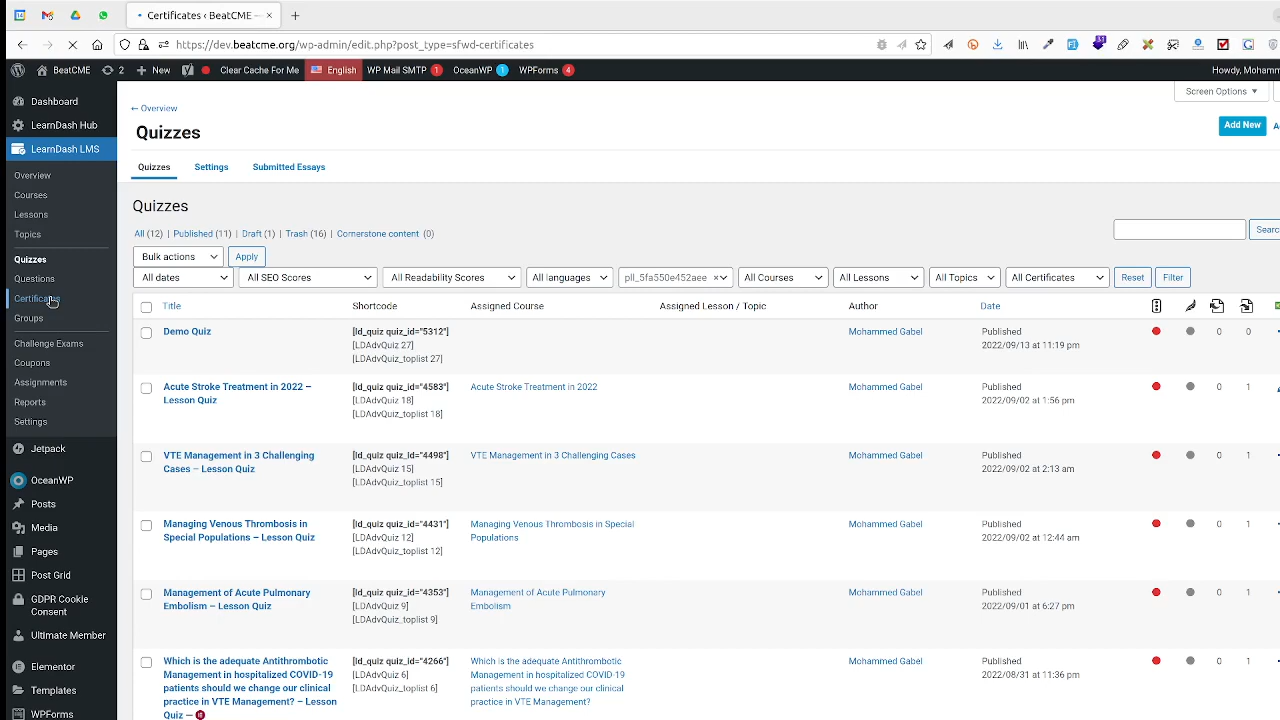 Certificates ‹ BeatCME —
https://dev.beatcme.org/wp-admin/edit.php?post_type=sfwd-certificates
BeatCME
2
New
Clear Cache For Me
English
WP Mail SMTP 1
OceanWP 1
WPForms 4
Howdy, Mohamm
Dashboard
LearnDash Hub
LearnDash LMS
Overview
Courses
Lessons
Topics
Quizzes
Questions
Certificates
Groups
Challenge Exams
Coupons
Assignments
Reports
Settings
Jetpack
OceanWP
Posts
Media
Pages
Post Grid
GDPR Cookie
Consent
Ultimate Member
Elementor
Templates
WPForms
← Overview
Screen Options ▼
Quizzes
Add New
A
Quizzes
Settings
Submitted Essays
Quizzes
All (12) | Published (11) | Draft (1) | Trash (16) | Cornerstone content (0)
Searc
Bulk actions
Apply
All dates
All SEO Scores
All Readability Scores
All languages
pll_5fa550e452aee ×
All Courses
All Lessons
All Topics
All Certificates
Reset
Filter
Title
Shortcode
Assigned Course
Assigned Lesson / Topic
Author
Date
Demo Quiz
[ld_quiz quiz_id="5312"]
[LDAdvQuiz 27]
[LDAdvQuiz_toplist 27]
Mohammed Gabel
Published
2022/09/13 at 11:19 pm
0
0
Acute Stroke Treatment in 2022 –
Lesson Quiz
[ld_quiz quiz_id="4583"]
[LDAdvQuiz 18]
[LDAdvQuiz_toplist 18]
Acute Stroke Treatment in 2022
Mohammed Gabel
Published
2022/09/02 at 1:56 pm
0
1
VTE Management in 3 Challenging
Cases – Lesson Quiz
[ld_quiz quiz_id="4498"]
[LDAdvQuiz 15]
[LDAdvQuiz_toplist 15]
VTE Management in 3 Challenging Cases
Mohammed Gabel
Published
2022/09/02 at 2:13 am
0
1
Managing Venous Thrombosis in
Special Populations – Lesson Quiz
[ld_quiz quiz_id="4431"]
[LDAdvQuiz 12]
[LDAdvQuiz_toplist 12]
Managing Venous Thrombosis in Special
Populations
Mohammed Gabel
Published
2022/09/02 at 12:44 am
0
1
Management of Acute Pulmonary
Embolism – Lesson Quiz
[ld_quiz quiz_id="4353"]
[LDAdvQuiz 9]
[LDAdvQuiz_toplist 9]
Management of Acute Pulmonary
Embolism
Mohammed Gabel
Published
2022/09/01 at 6:27 pm
0
1
Which is the adequate Antithrombotic
Management in hospitalized COVID-19
patients should we change our clinical
practice in VTE Management? – Lesson
Quiz —
[ld_quiz quiz_id="4266"]
[LDAdvQuiz 6]
[LDAdvQuiz_toplist 6]
Which is the adequate Antithrombotic
Management in hospitalized COVID-19
patients should we change our clinical
practice in VTE Management?
Mohammed Gabel
Published
2022/08/31 at 11:36 pm
0
1